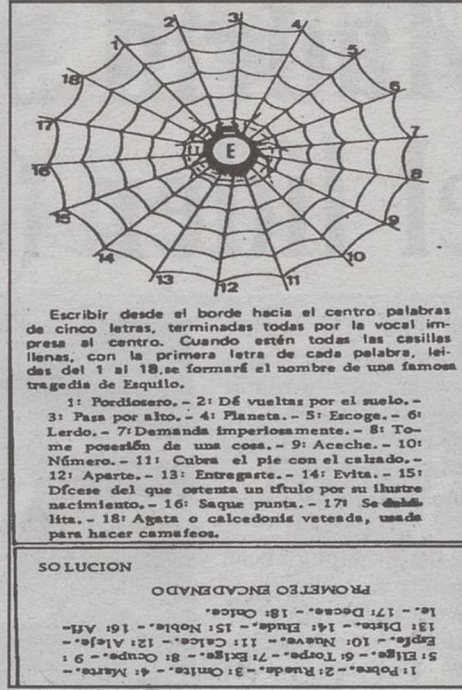 1
2
3
4
5
6
7
8
9
10
11
12
13
14
15
16
17
18
E
Escribir desde el borde hacia el centro palabras
de cinco letras, terminadas todas por la vocal im-
presa al centro. Cuando estén todas las casillas
llenas, con la primera letra de cada palabra, leí-
das del 1 al 18, se formará el nombre de una famosa
tragedia de Esquilo.
1: Pordiosero. - 2: Dé vueltas por el suelo. -
3: Pasa por alto. - 4: Planeta. - 5: Escoge. - 6:
Lerdo. - 7: Demanda imperiosamente. - 8: To-
me posesión de una cosa. - 9: Aceche. - 10:
Número. - 11: Cubra el pie con el calzado. -
12: Aparte. - 13: Entregaste. - 14: Evita. - 15:
Dícese del que ostenta un título por su ilustre
nacimiento. - 16: Saque punta. - 17: Se debi
lita. - 18: Agata o calcedonia veteada, usada
para hacer camafeos.
SOLUCION
1: Pobre. - 2: Ruede. - 3: Omite. - 4: Marte. -
5: Elige. - 6: Torpe. - 7: Exige. - 8: Ocupe. - 9:
Espíe. - 10: Nueve. - 11: Calce. - 12: Aleje. -
13: Diste. - 14: Elude. - 15: Noble. - 16: Afi-
le. - 17: Decae. - 18: Onice.
PROMETEO ENCADENADO